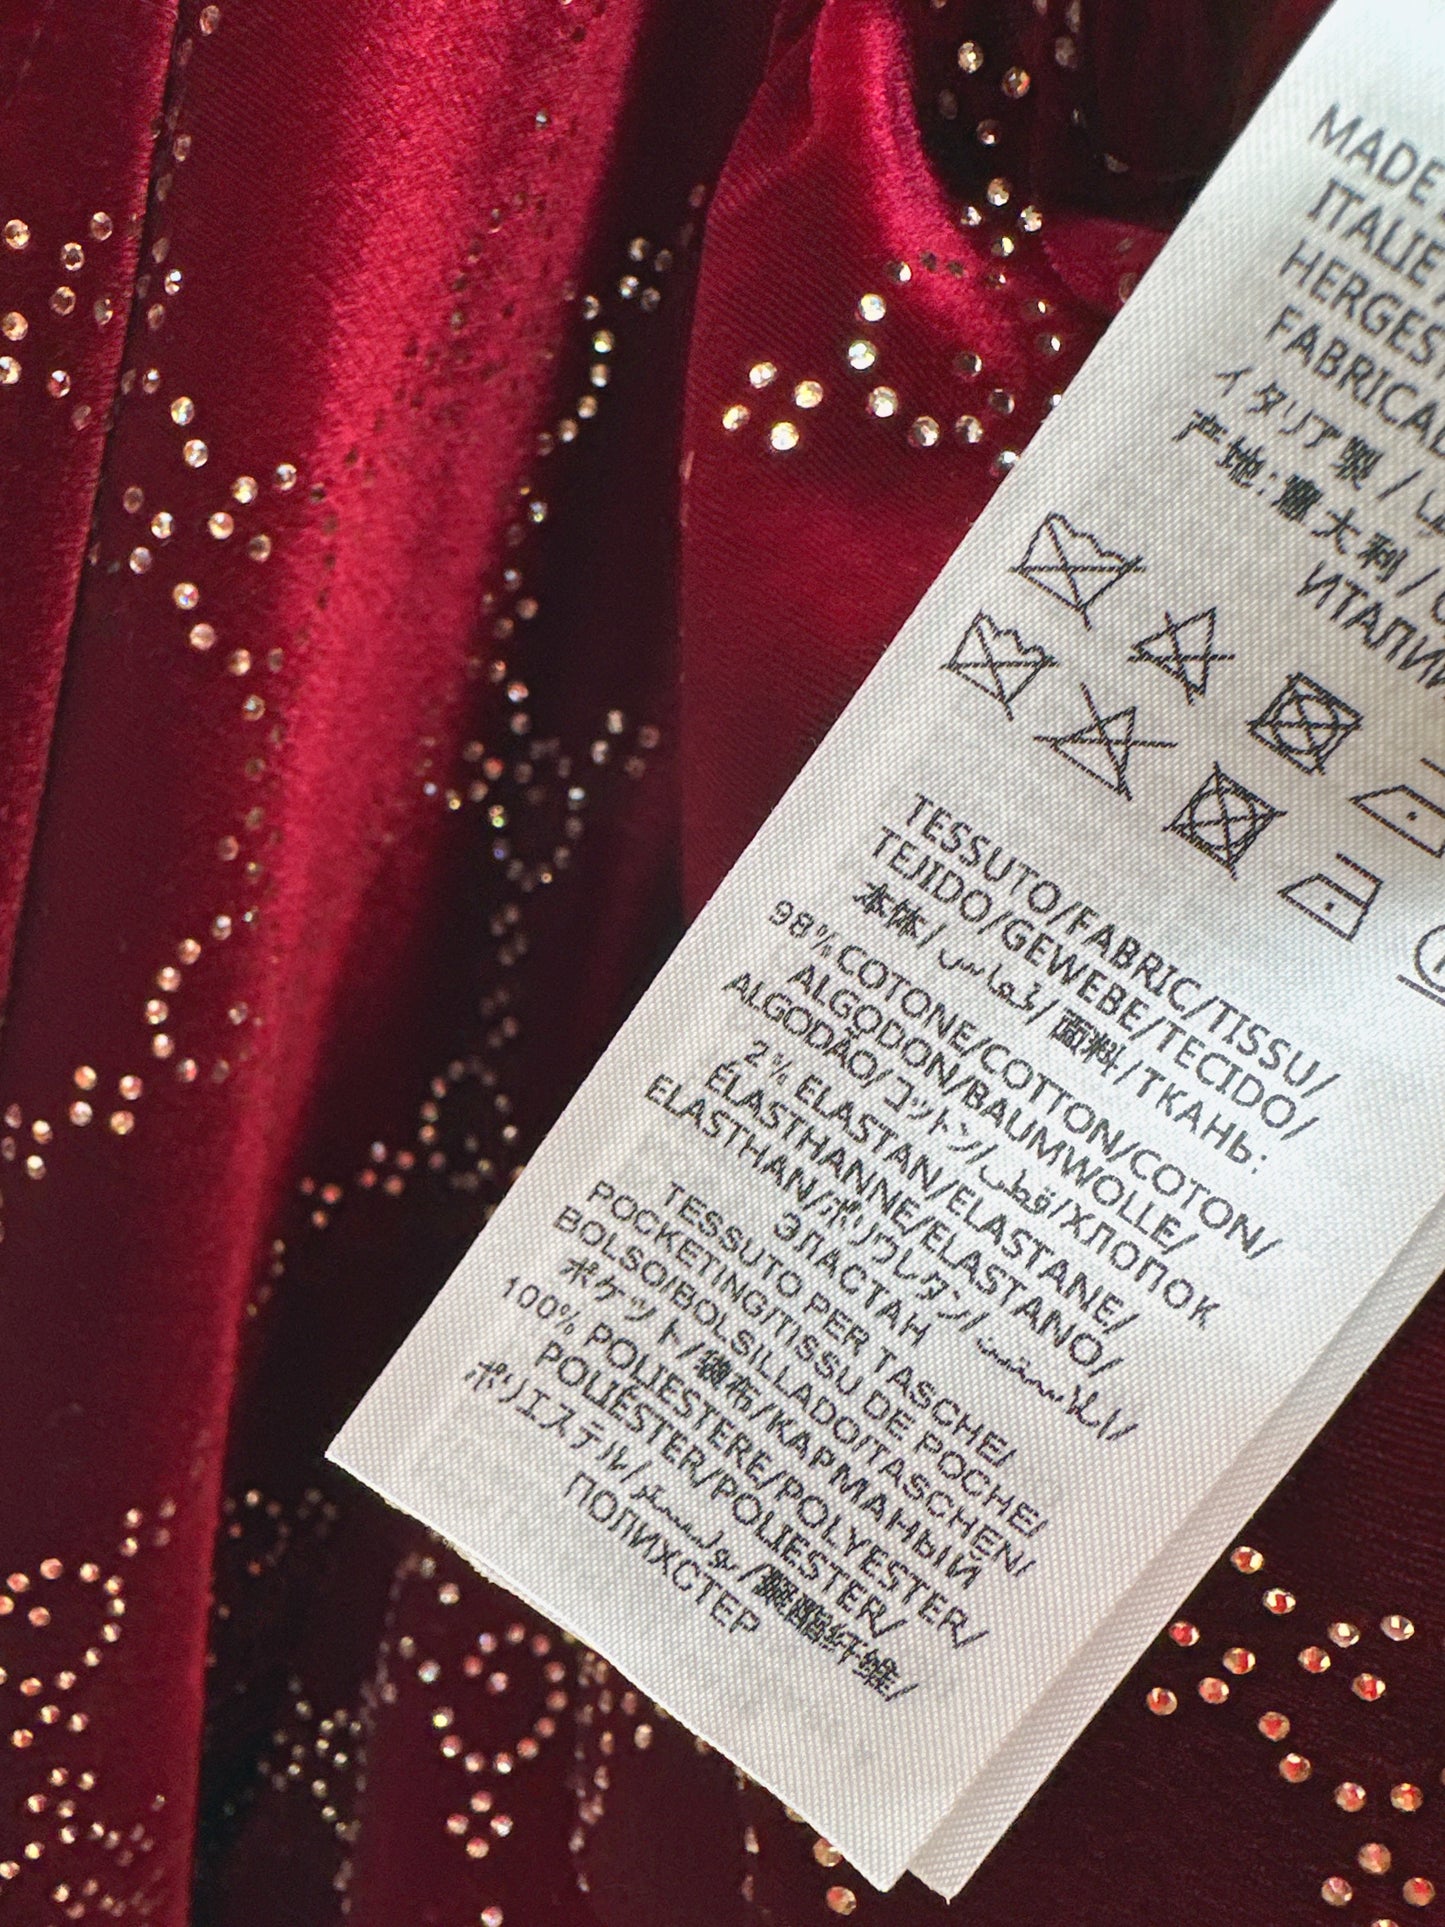 MADE
ITALIE
HERGES
FABRICA
イタリア製 /
产地: 意大利 /
ИТАЛИ
TESSUTO/FABRIC/TISSU/
TEJIDO/GEWEBE/TECIDO/
本体/ قماش/ 面料/ ТКАНЬ:
98% COTONE/COTTON/COTON/
ALGODON/BAUMWOLLE/
ALGODÃO/コットン/قطن/ХЛОПОК
2% ELASTAN/ELASTANE/
ÉLASTHANNE/ELASTANO/
ELASTHAN/ポリウレタン/الاستين/
ЭЛАСТАН
TESSUTO PER TASCHE/
POCKETING/TISSU DE POCHE/
BOLSO/BOLSILLADO/TASCHEN/
ポケット/袋布/КАРМАНЫЙ
100% POLIESTERE/POLYESTER/
POLIÉSTER/POLIESTER/
ポリエステル/بوليستر/聚酯纤维/
ПОЛИХСТЕР